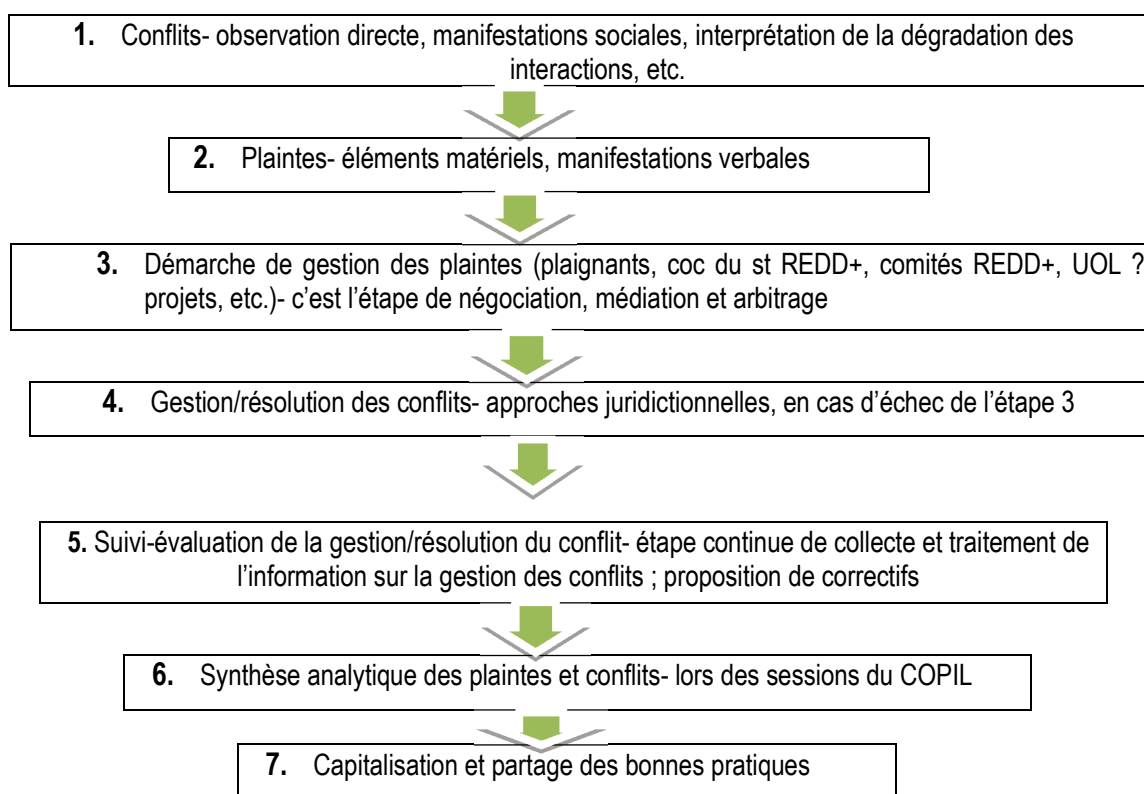 1. Conflits- observation directe, manifestations sociales, interprétation de la dégradation des
interactions, etc.
2. Plaintes- éléments matériels, manifestations verbales
3. Démarche de gestion des plaintes (plaignants, coc du st REDD+, comités REDD+, UOL ?
projets, etc.)- c’est l’étape de négociation, médiation et arbitrage
4. Gestion/résolution des conflits- approches juridictionnelles, en cas d’échec de l’étape 3
5. Suivi-évaluation de la gestion/résolution du conflit- étape continue de collecte et traitement de
l’information sur la gestion des conflits ; proposition de correctifs
6. Synthèse analytique des plaintes et conflits- lors des sessions du COPIL
7. Capitalisation et partage des bonnes pratiques